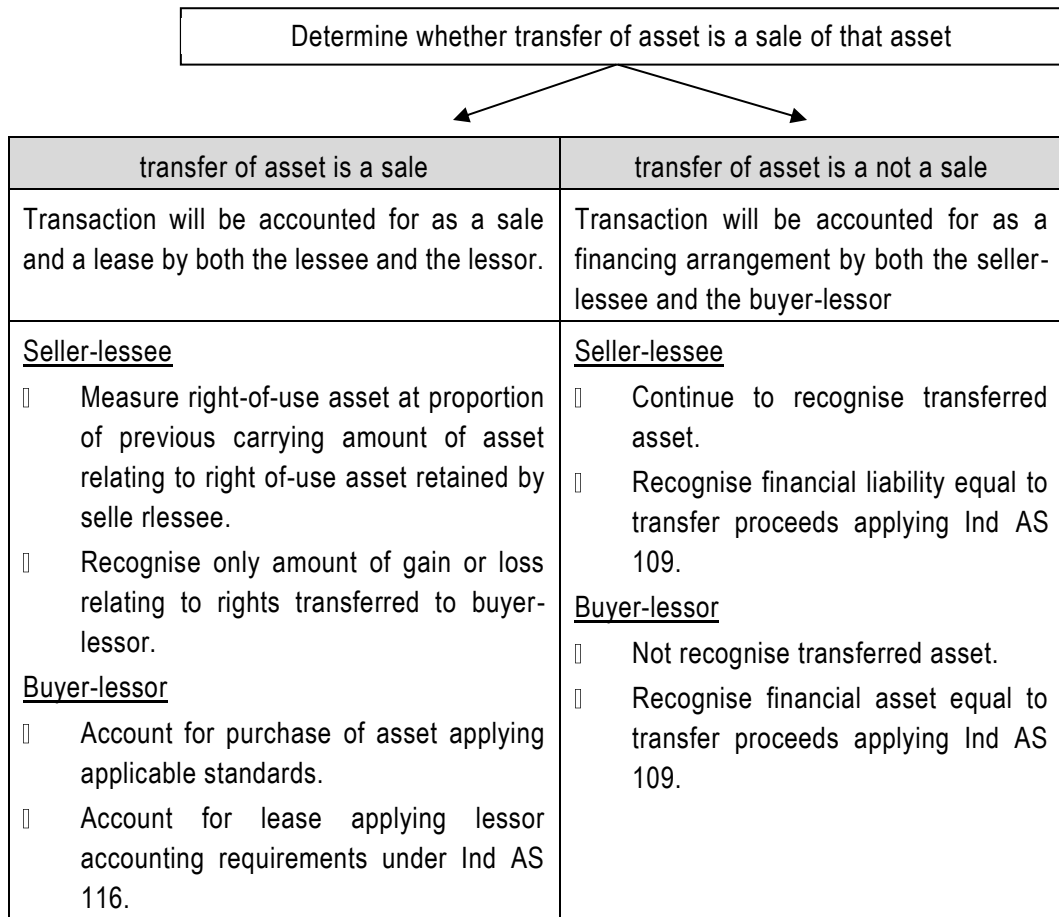 Determine whether transfer of asset is a sale of that asset
transfer of asset is a sale
Transaction will be accounted for as a sale
and a lease by both the lessee and the lessor.
Seller-lessee
Measure right-of-use asset at proportion
of previous carrying amount of asset
relating to right of-use asset retained by
selle rlessee.
Recognise only amount of gain or loss
relating to rights transferred to buyer-
lessor.
Buyer-lessor
Account for purchase of asset applying
applicable standards.
Account for lease applying lessor
accounting requirements under Ind AS
116.
transfer of asset is a not a sale
Transaction will be accounted for as a
financing arrangement by both the seller-
lessee and the buyer-lessor
Seller-lessee
Continue to recognise transferred
asset.
Recognise financial liability equal to
transfer proceeds applying Ind AS
109.
Buyer-lessor
Not recognise transferred asset.
Recognise financial asset equal to
transfer proceeds applying Ind AS
109.